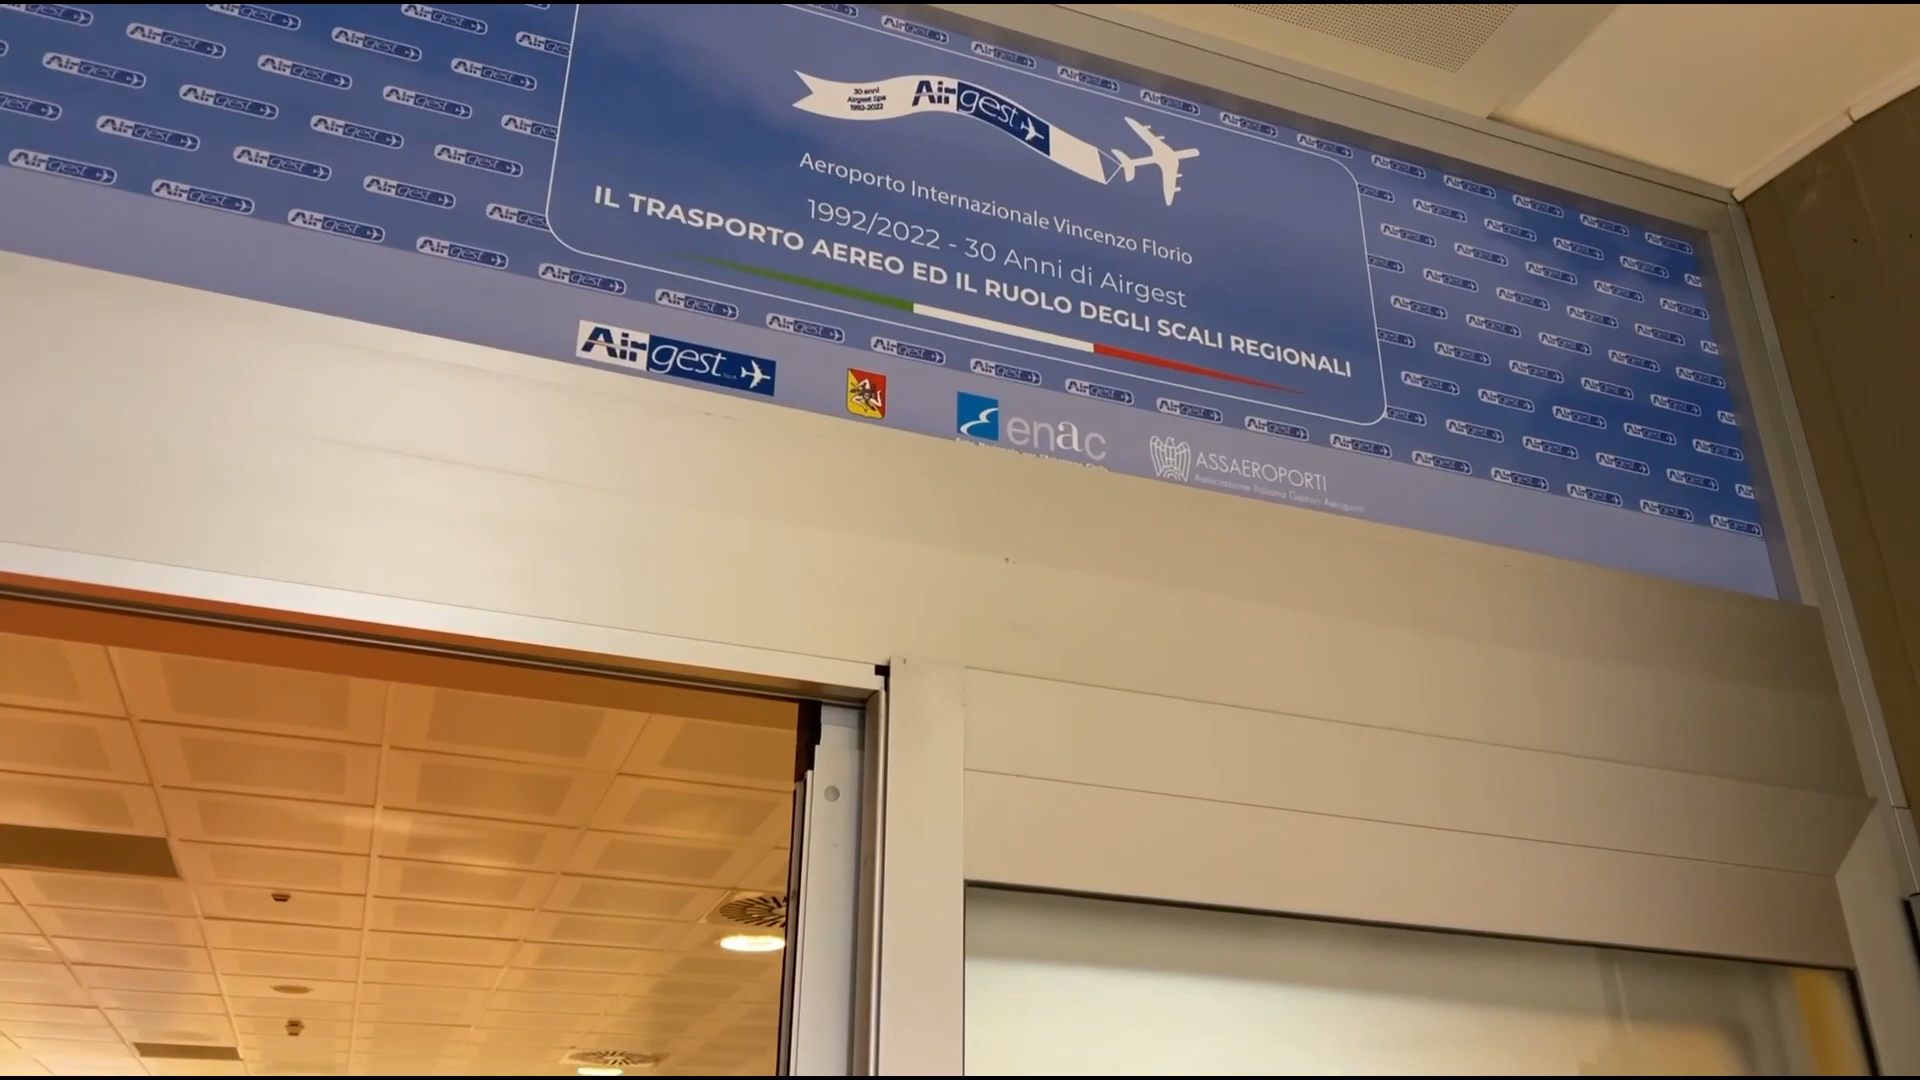 30 anni
Airgest Spa
1992-2022
Airgest
Aeroporto Internazionale Vincenzo Florio
1992/2022 - 30 Anni di Airgest
IL TRASPORTO AEREO ED IL RUOLO DEGLI SCALI REGIONALI
Airgest
enac
ASSAEROPORTI
Associazione Italiana Gestori Aeroporti